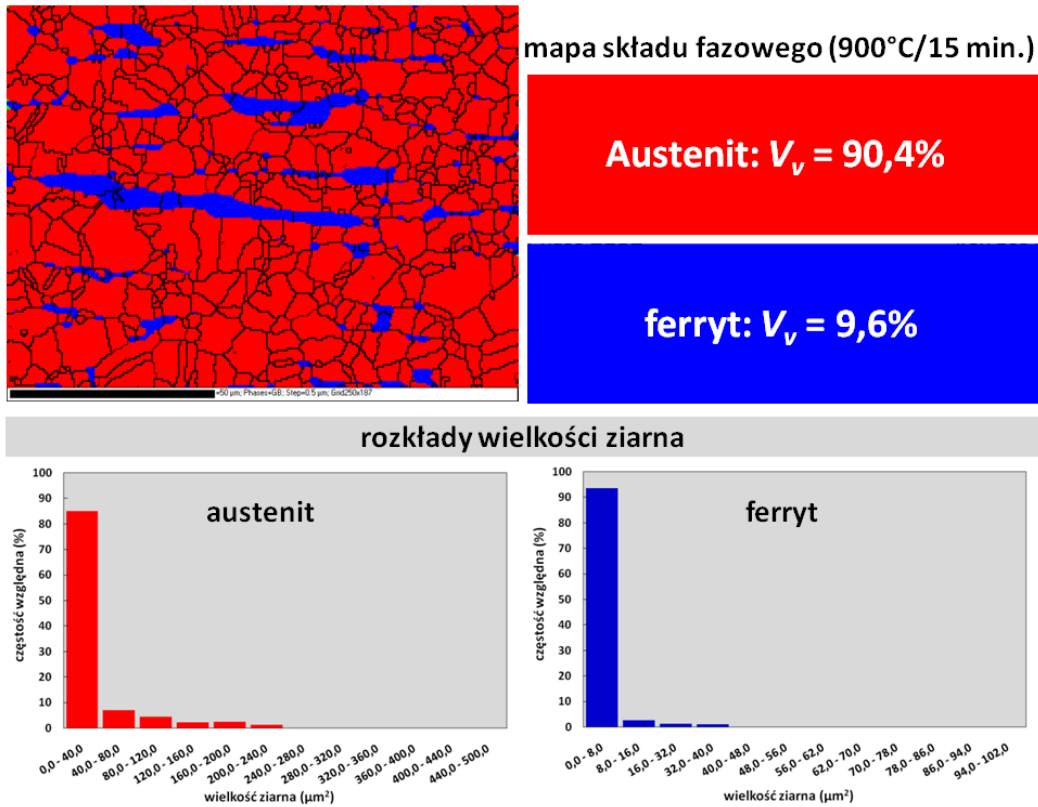 mapa składu fazowego (900°C/15 min.)
Austenit: Vv = 90,4%
ferryt: Vv = 9,6%
=50 µm; Phases+GB; Step=0.5 µm; Grid250x187
rozkłady wielkości ziarna
austenit
częstość względna (%)
100
90
80
70
60
50
40
30
20
10
0
0,0 - 40,0
40,0 - 80,0
80,0 - 120,0
120,0 - 160,0
160,0 - 200,0
200,0 - 240,0
240,0 - 280,0
280,0 - 320,0
320,0 - 360,0
360,0 - 400,0
400,0 - 440,0
440,0 - 5000,0
wielkość ziarna (µm²)
ferryt
częstość względna (%)
100
90
80
70
60
50
40
30
20
10
0
0,0 - 8,0
8,0 - 16,0
16,0 - 32,0
32,0 - 40,0
40,0 - 48,0
48,0 - 56,0
56,0 - 62,0
62,0 - 70,0
70,0 - 78,0
78,0 - 86,0
86,0 - 94,0
94,0 - 102,0
wielkość ziarna (µm²)